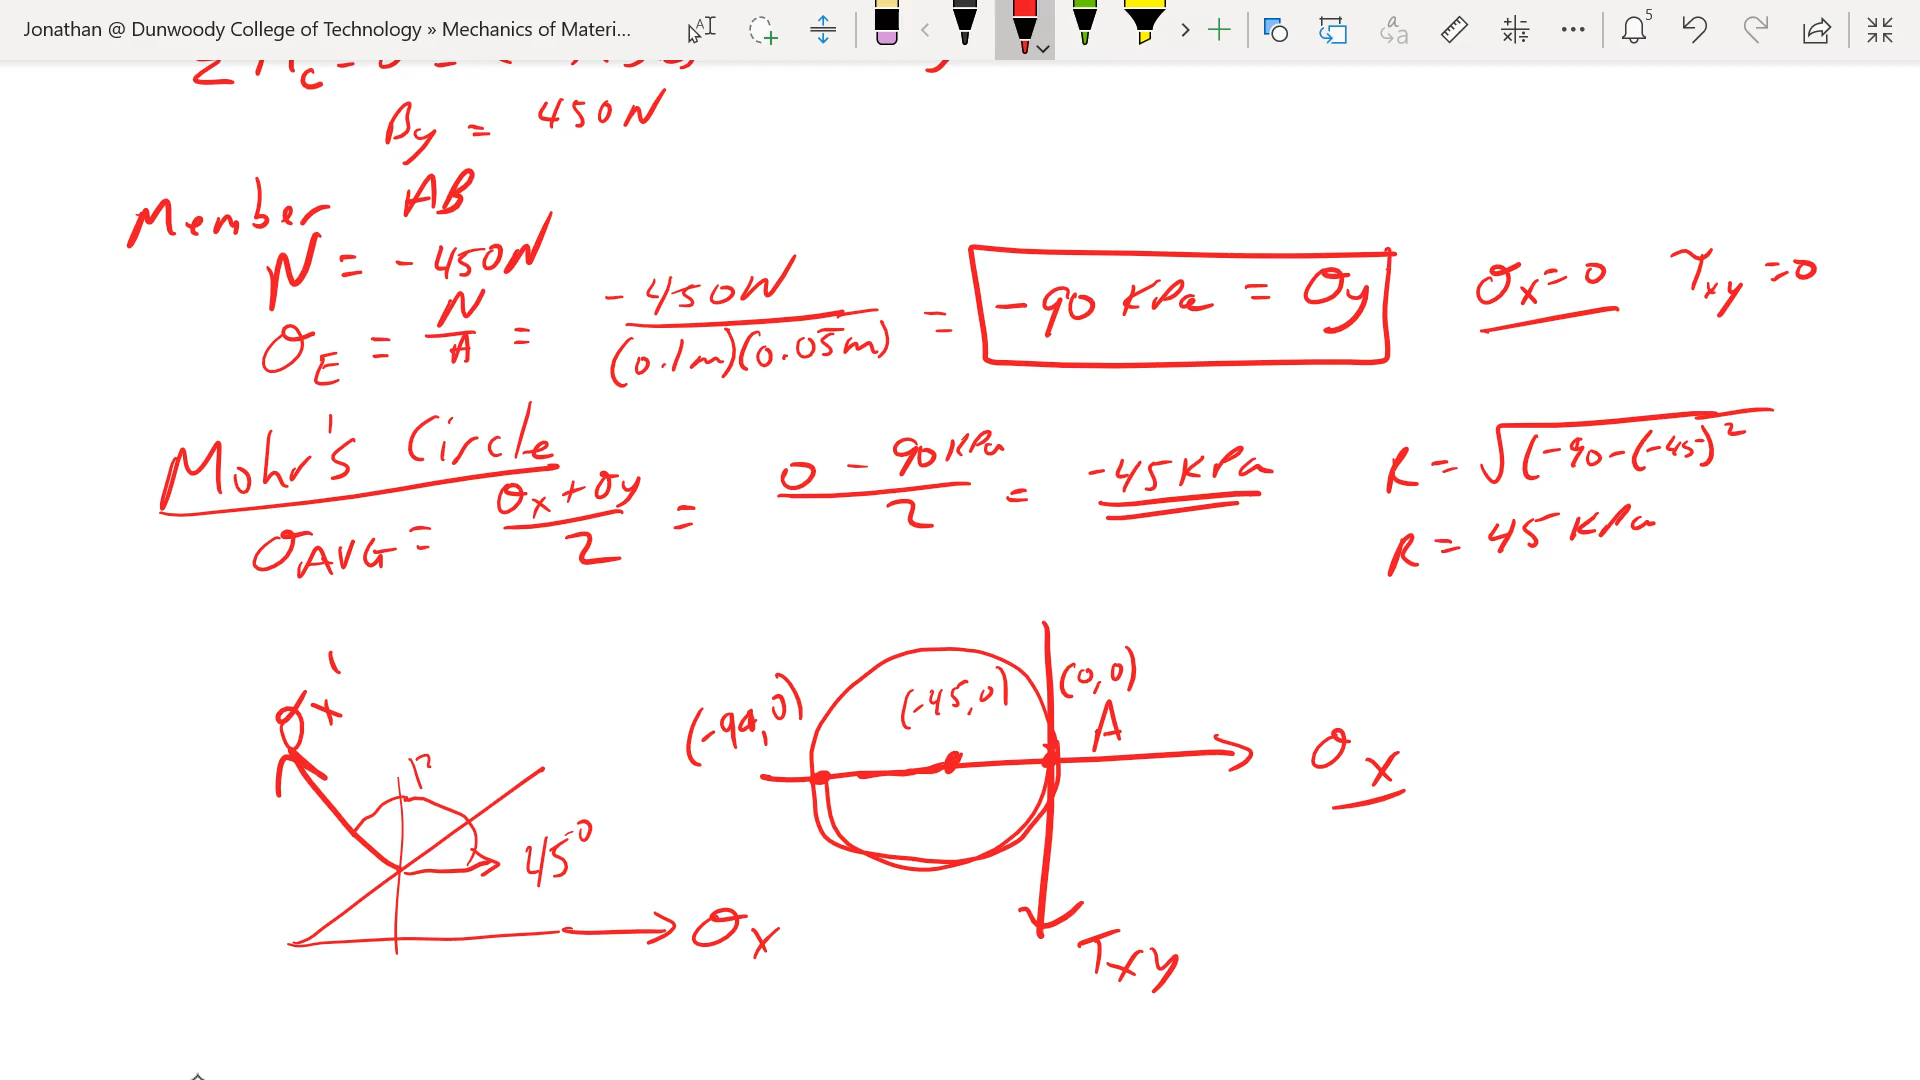 Jonathan @ Dunwoody College of Technology » Mechanics of Materi...
5
By = 450N
Member AB
N = -450N
σE = N/A = -450N/(0.1m)(0.05m) = -90 KPa = σy
σx = 0 τxy = 0
Mohr's Circle
σAVG = σx + σy/2 = 0 - 90KPa/2 = -45KPa
R = √(-90-(-45)²
R = 45KPa
σx'
45°
σx
(-90,0)
(-45,0)
(0,0)
A
σx
τxy